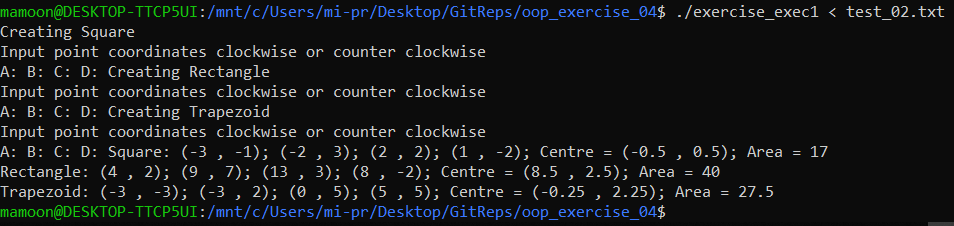 mamoon@DESKTOP-TTCP5UI:/mnt/c/Users/mi-pr/Desktop/GitReps/oop_exercise_04$ ./exercise_exec1 < test_02.txt
Creating Square
Input point coordinates clockwise or counter clockwise
A: B: C: D: Creating Rectangle
Input point coordinates clockwise or counter clockwise
A: B: C: D: Creating Trapezoid
Input point coordinates clockwise or counter clockwise
A: B: C: D: Square: (-3 , -1); (-2 , 3); (2 , 2); (1 , -2); Centre = (-0.5 , 0.5); Area = 17
Rectangle: (4 , 2); (9 , 7); (13 , 3); (8 , -2); Centre = (8.5 , 2.5); Area = 40
Trapezoid: (-3 , -3); (-3 , 2); (0 , 5); (5 , 5); Centre = (-0.25 , 2.25); Area = 27.5
mamoon@DESKTOP-TTCP5UI:/mnt/c/Users/mi-pr/Desktop/GitReps/oop_exercise_04$